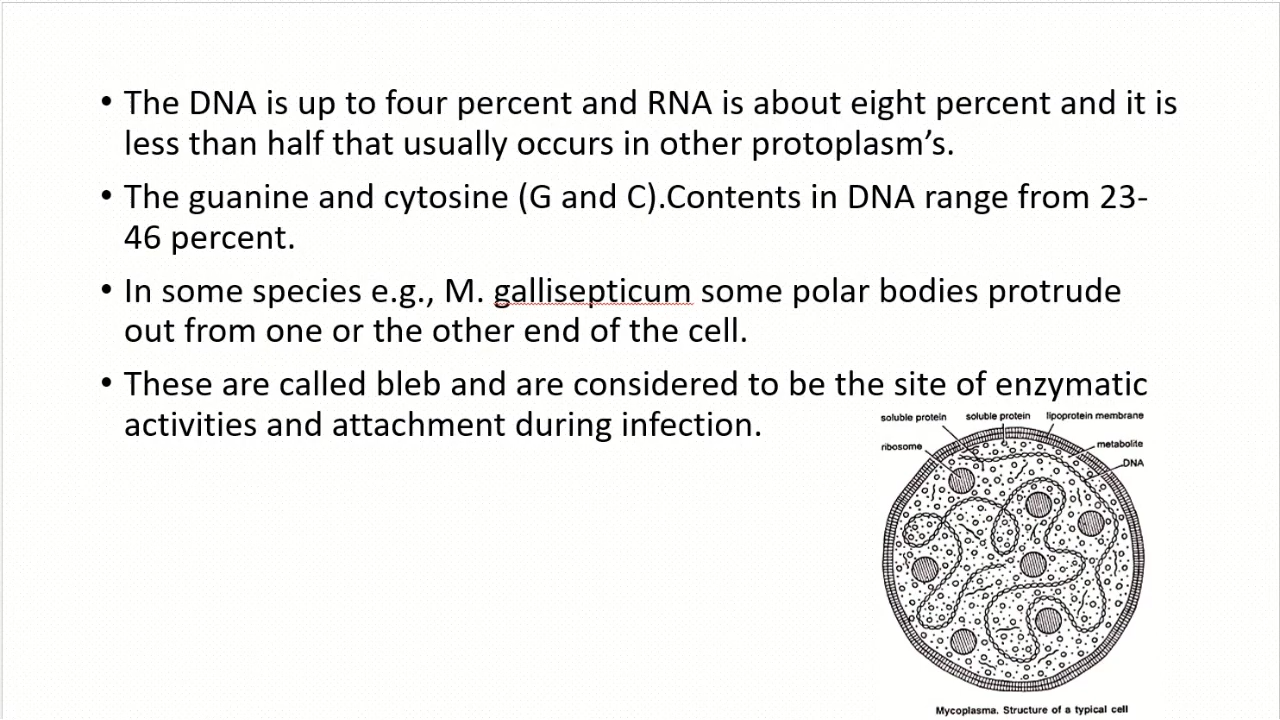 • The DNA is up to four percent and RNA is about eight percent and it is
less than half that usually occurs in other protoplasm’s.
• The guanine and cytosine (G and C).Contents in DNA range from 23-
46 percent.
• In some species e.g., M. gallisepticum some polar bodies protrude
out from one or the other end of the cell.
• These are called bleb and are considered to be the site of enzymatic
activities and attachment during infection.
soluble protein soluble protein lipoprotein membrane
ribosome metabolite
DNA
Mycoplasma. Structure of a typical cell